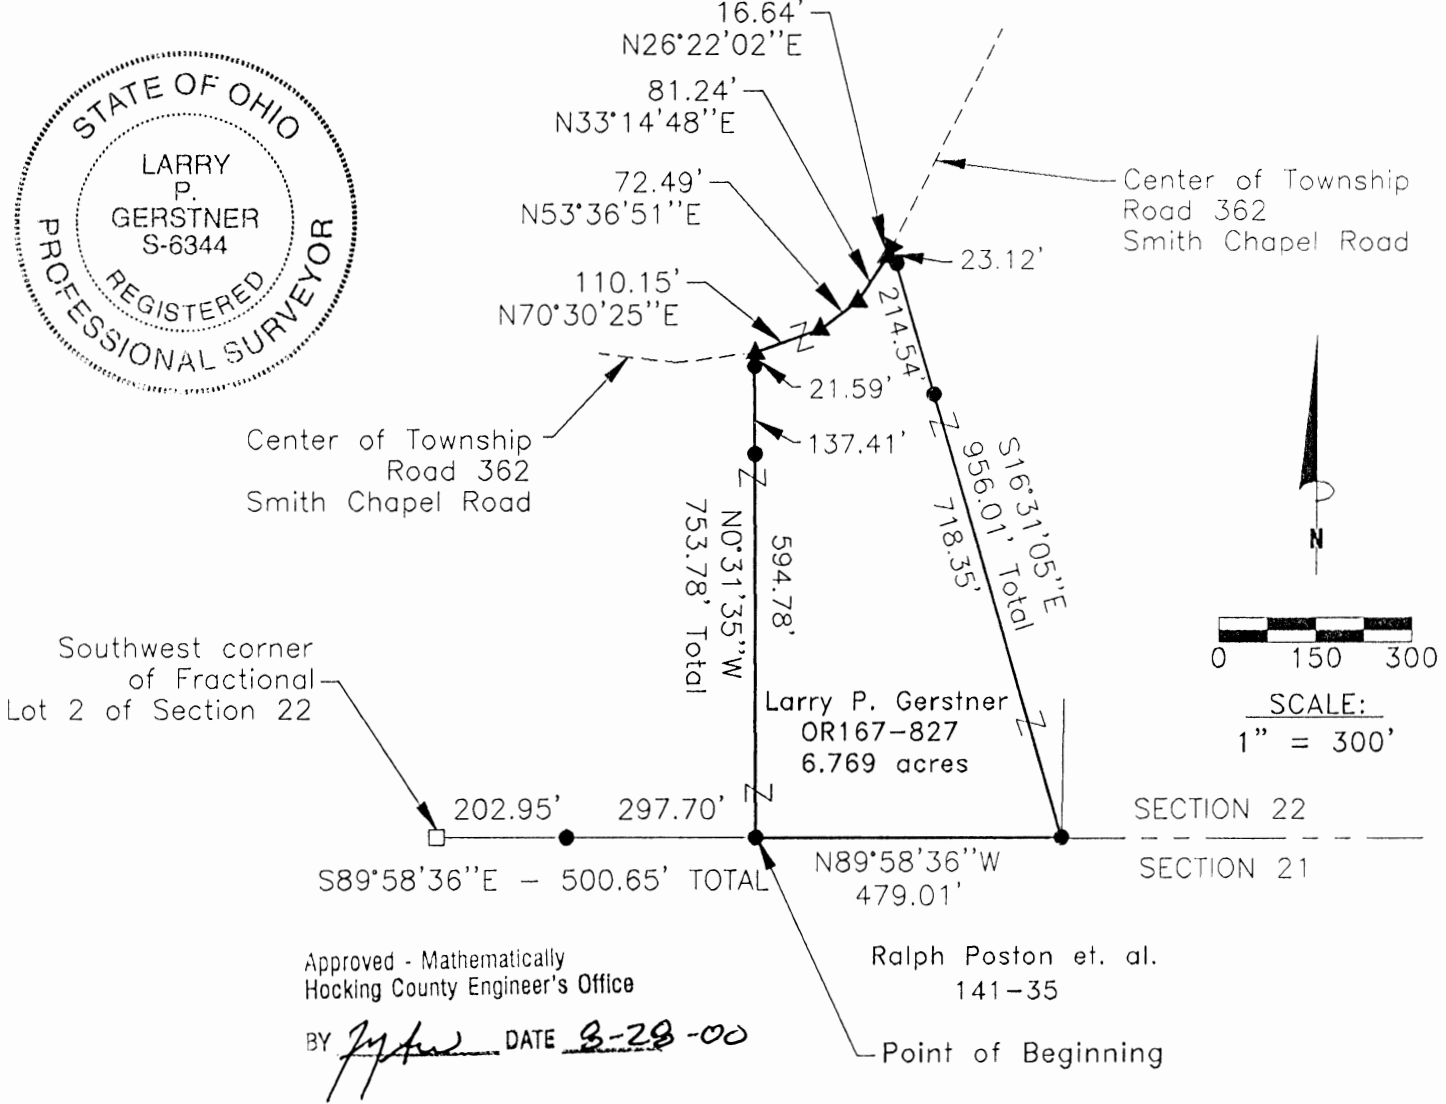 16.64'
N26°22'02"E
81.24'
N33°14'48"E
72.49'
N53°36'51"E
110.15'
N70°30'25"E
STATE OF OHIO
LARRY
P.
GERSTNER
S-6344
REGISTERED
PROFESSIONAL SURVEYOR
Center of Township
Road 362
Smith Chapel Road
23.12'
214.54'
21.59'
137.41'
Center of Township
Road 362
Smith Chapel Road
S16°31'05"E
956.01' Total
718.35'
594.78'
N0°31'35"W
753.78' Total
N
0 150 300
SCALE:
1" = 300'
Southwest corner
of Fractional
Lot 2 of Section 22
Larry P. Gerstner
OR167-827
6.769 acres
202.95' 297.70'
S89°58'36"E - 500.65' TOTAL
N89°58'36"W
479.01'
SECTION 22
SECTION 21
Approved - Mathematically
Hocking County Engineer's Office
BY DATE 8-28-00
Ralph Poston et. al.
141-35
Point of Beginning